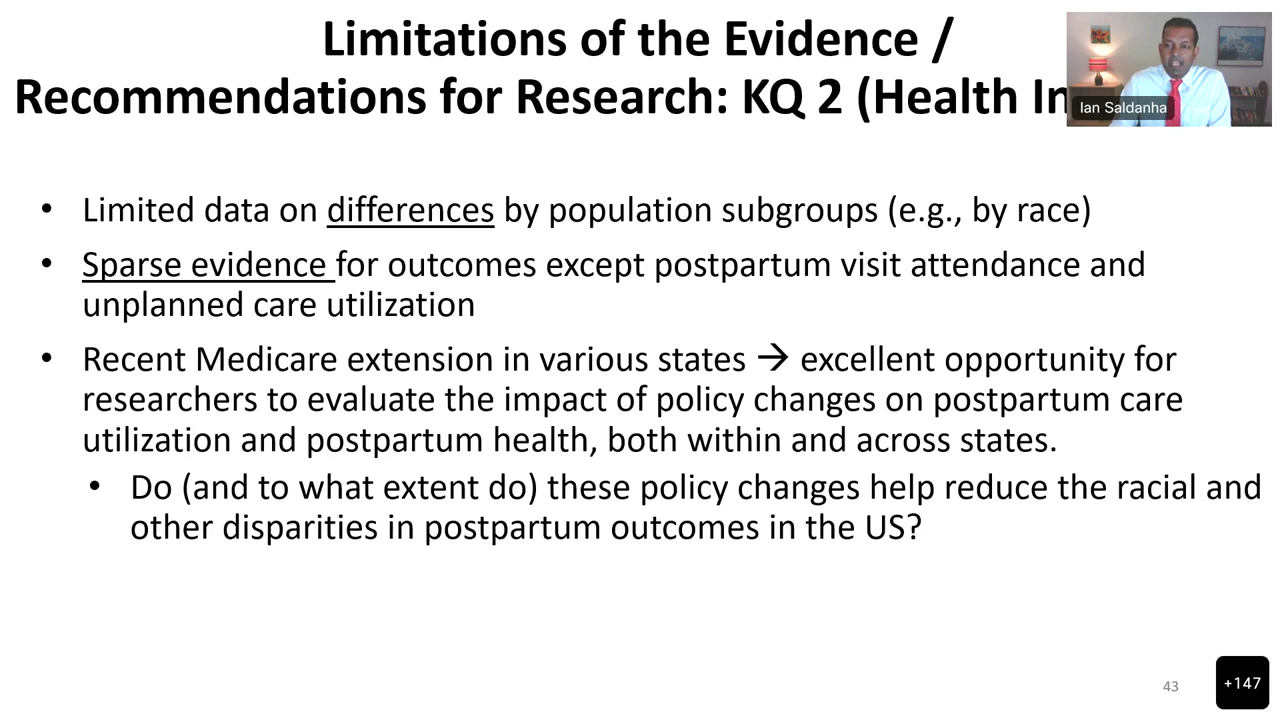 Limitations of the Evidence /
Recommendations for Research: KQ 2 (Health In
Ian Saldanha
• Limited data on differences by population subgroups (e.g., by race)
• Sparse evidence for outcomes except postpartum visit attendance and
unplanned care utilization
• Recent Medicare extension in various states → excellent opportunity for
researchers to evaluate the impact of policy changes on postpartum care
utilization and postpartum health, both within and across states.
• Do (and to what extent do) these policy changes help reduce the racial and
other disparities in postpartum outcomes in the US?
43
+147